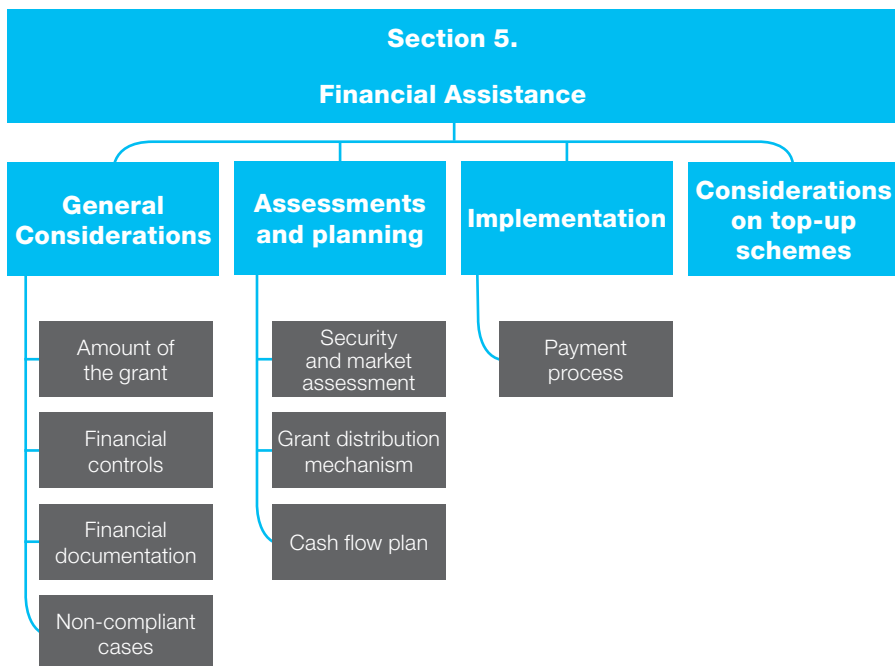 Section 5.
Financial Assistance
General
Considerations
Assessments
and planning
Implementation
Considerations
on top-up
schemes
Amount of
the grant
Financial
controls
Financial
documentation
Non-compliant
cases
Security
and market
assessment
Grant distribution
mechanism
Cash flow plan
Payment
process